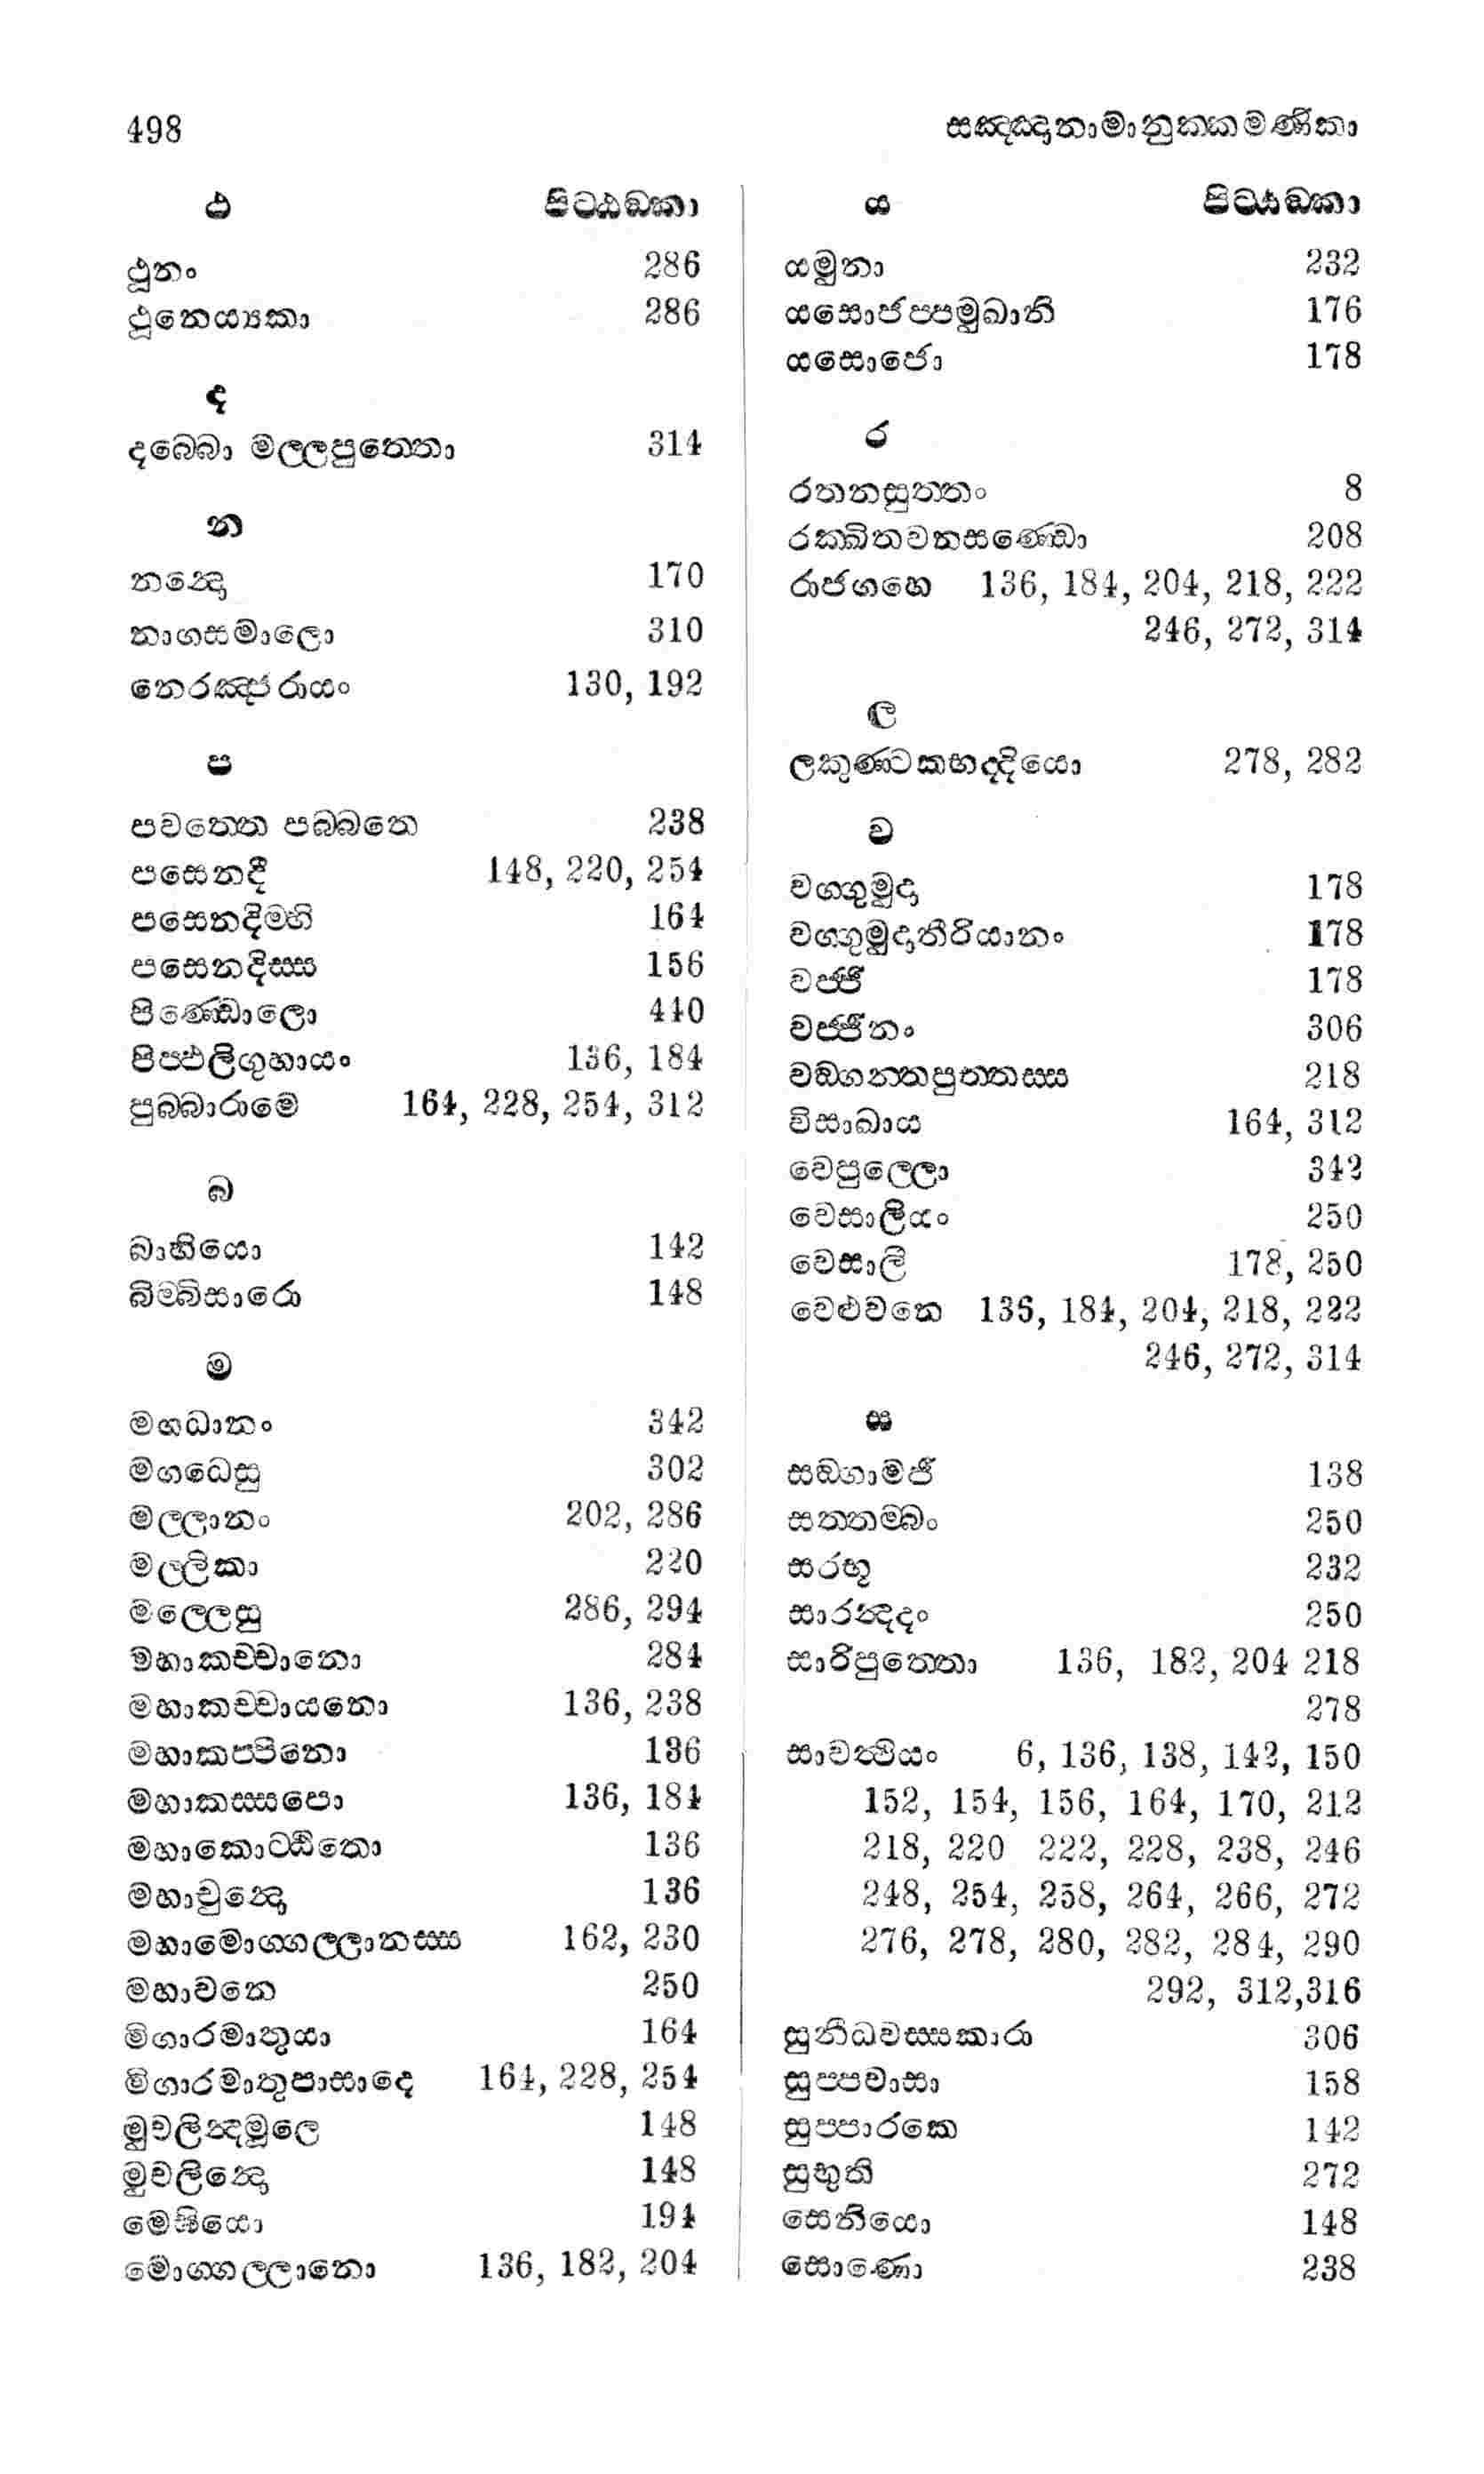 498
සඤ්ඤානාමානුක්කමණිකා
ථ පිට්ඨඞ්කා
ථූනං 286
ථූනෙය්‍යකා 286
ද
දබ්බො මල්ලපුත්තො 314
න
නන්‍දො 170
නාගසමාලො 310
නෙරඤ්ජරායං 130, 192
ප
පවත්තෙ පබ්බතෙ 238
පසෙනදී 148, 220, 254
පසෙනදිම්හි 164
පසෙනදිස්ස 156
පිණ්ඩොලො 440
පිප්ඵලිගුහායං 136, 184
පුබ්බාරාමෙ 164, 228, 254, 312
බ
බාහියො 142
බිම්බිසාරො 148
ම
මගධානං 342
මගධෙසු 302
මල්ලානං 202, 286
මල්ලිකා 220
මල්ලෙසු 286, 294
මහාකච්චානො 284
මහාකච්චායනො 136, 238
මහාකප්පිනො 136
මහාකස්සපො 136, 184
මහාකොට්ඨිතො 136
මහාචුන්‍දො 136
මහාමොග්ගල්ලානස්ස 162, 230
මහාවනෙ 250
මිගාරමාතුයා 164
මිගාරමාතුපාසාදෙ 164, 228, 254
මුචලින්‍දමූලෙ 148
මුචලින්‍දො 148
මෙඝියො 194
මොග්ගල්ලානො 136, 182, 204
ය පිට්ඨඞ්කා
යමුනා 232
යසොජප්පමුඛානි 176
යසොජො 178
ර
රතනසුත්තං 8
රක්ඛිතවනසණ්ඩො 208
රාජගහෙ 136, 184, 204, 218, 222
246, 272, 314
ල
ලකුණ්ටකභද්දියො 278, 282
ව
වග්ගුමුදා 178
වග්ගුමුදාතීරියානං 178
වජ්ජී 178
වජ්ජීනං 306
වඞ්ගන්තපුත්තස්ස 218
විසාඛාය 164, 312
වෙපුල්ලො 342
වෙසාලියං 250
වෙසාලි 178, 250
වෙළුවනෙ 136, 184, 204, 218, 222
246, 272, 314
ස
සඞ්ගාමජී 138
සත්තම්බං 250
සරභූ 232
සාරන්‍දදං 250
සාරිපුත්තො 136, 182, 204 218
278
සාවත්‍ථියං 6, 136, 138, 142, 150
152, 154, 156, 164, 170, 212
218, 220 222, 228, 238, 246
248, 254, 258, 264, 266, 272
276, 278, 280, 282, 284, 290
292, 312,316
සුනීධවස්සකාරා 306
සුප්පවාසා 158
සුප්පාරකෙ 142
සුභුති 272
සෙනියො 148
සොණො 238